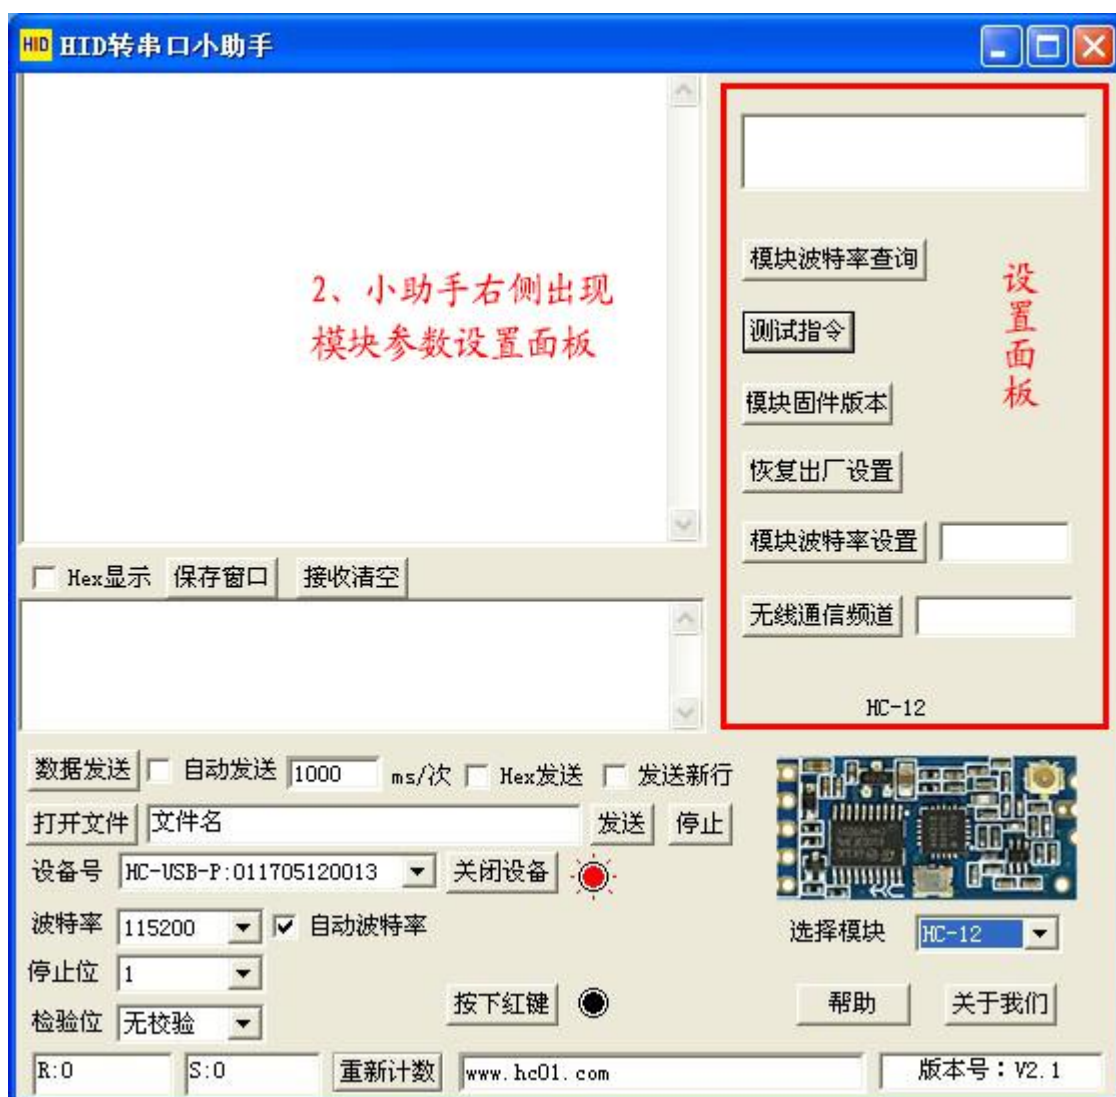 HID HID转串口小助手
2、小助手右侧出现
模块参数设置面板
模块波特率查询
测试指令
模块固件版本
恢复出厂设置
模块波特率设置
无线通信频道
HC-12
设置面板
Hex显示 保存窗口 接收清空
数据发送 自动发送 1000 ms/次 Hex发送 发送新行
打开文件 文件名 发送 停止
设备号 HC-USB-P:011705120013 关闭设备
波特率 115200 自动波特率
选择模块 HC-12
停止位 1
检验位 无校验 按下红键
帮助 关于我们
R:0 S:0 重新计数 www.hc01.com 版本号：V2.1